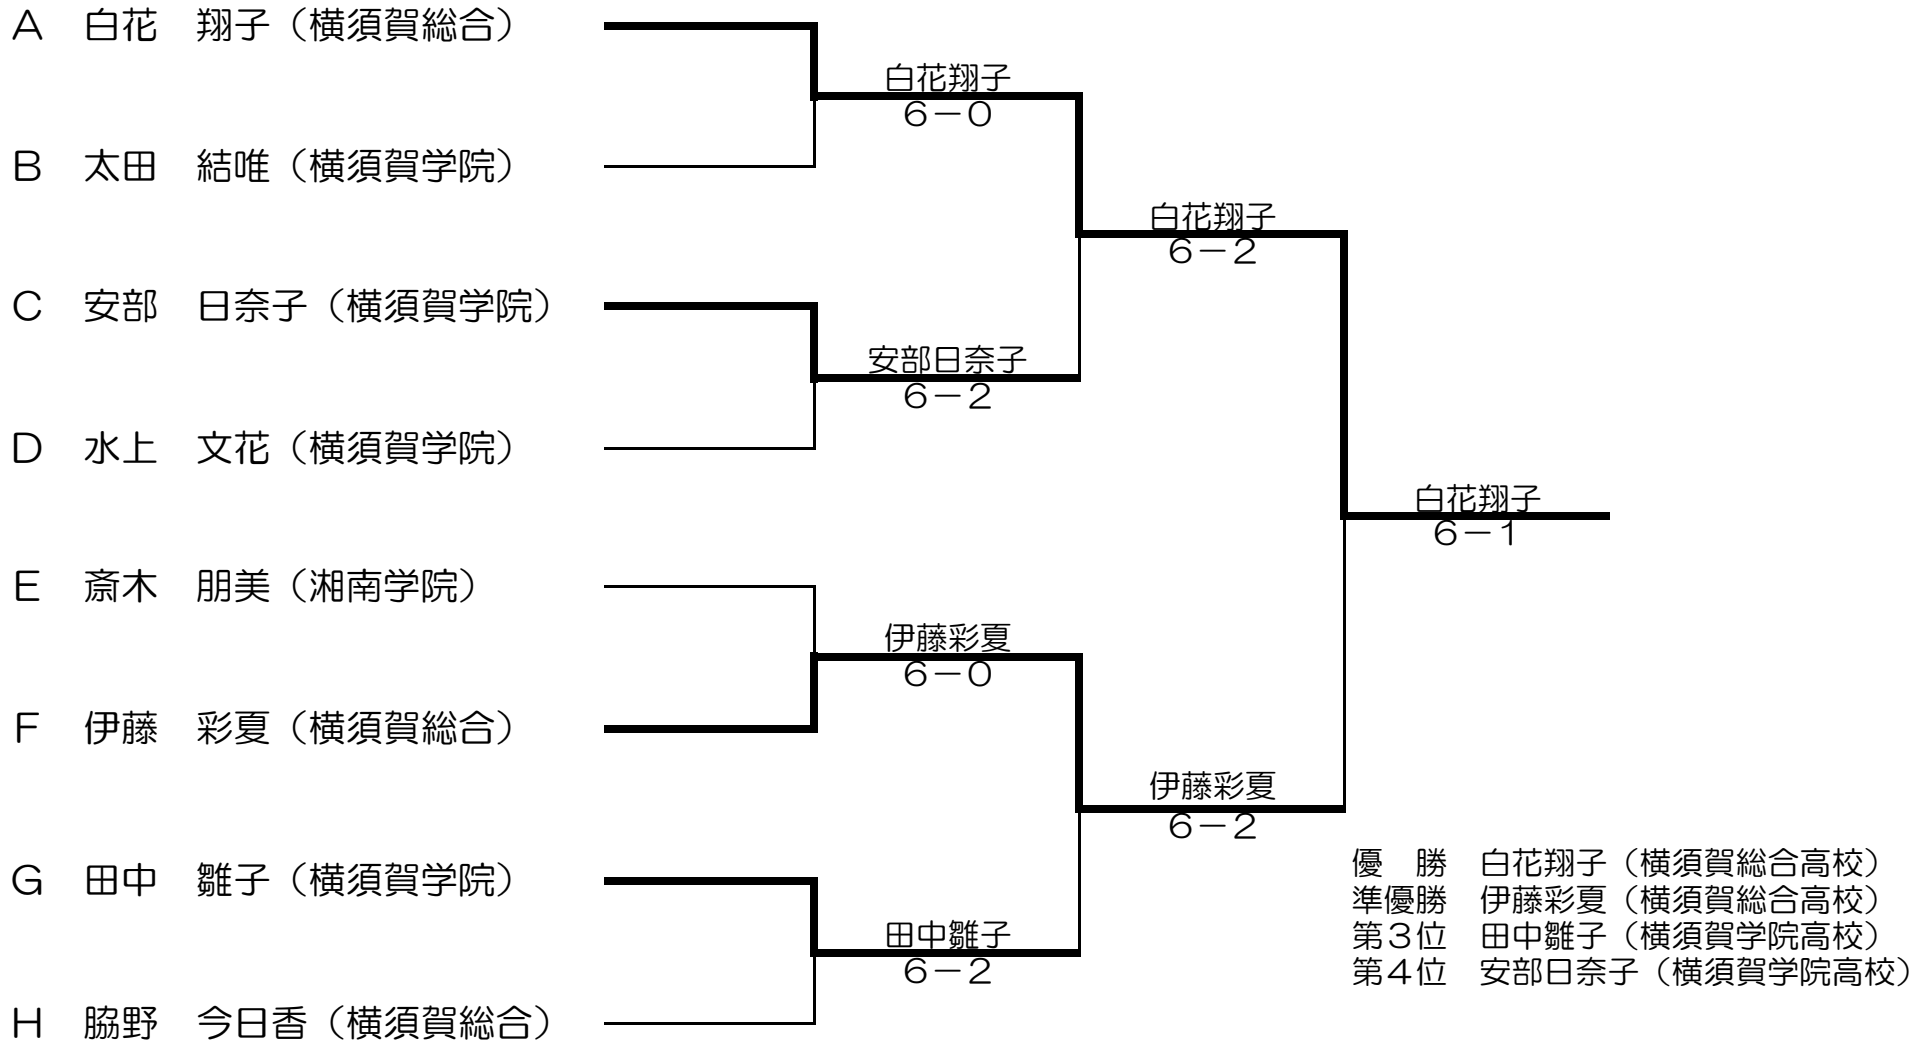 A 白花 翔子（横須賀総合）
白花翔子
６－０
B 太田 結唯（横須賀学院）
白花翔子
６－２
C 安部 日奈子（横須賀学院）
安部日奈子
６－２
D 水上 文花（横須賀学院）
白花翔子
６－１
E 斎木 朋美（湘南学院）
伊藤彩夏
６－０
F 伊藤 彩夏（横須賀総合）
伊藤彩夏
６－２
G 田中 雛子（横須賀学院）
田中雛子
６－２
H 脇野 今日香（横須賀総合）
優 勝 白花翔子（横須賀総合高校）
準優勝 伊藤彩夏（横須賀総合高校）
第３位 田中雛子（横須賀学院高校）
第４位 安部日奈子（横須賀学院高校）